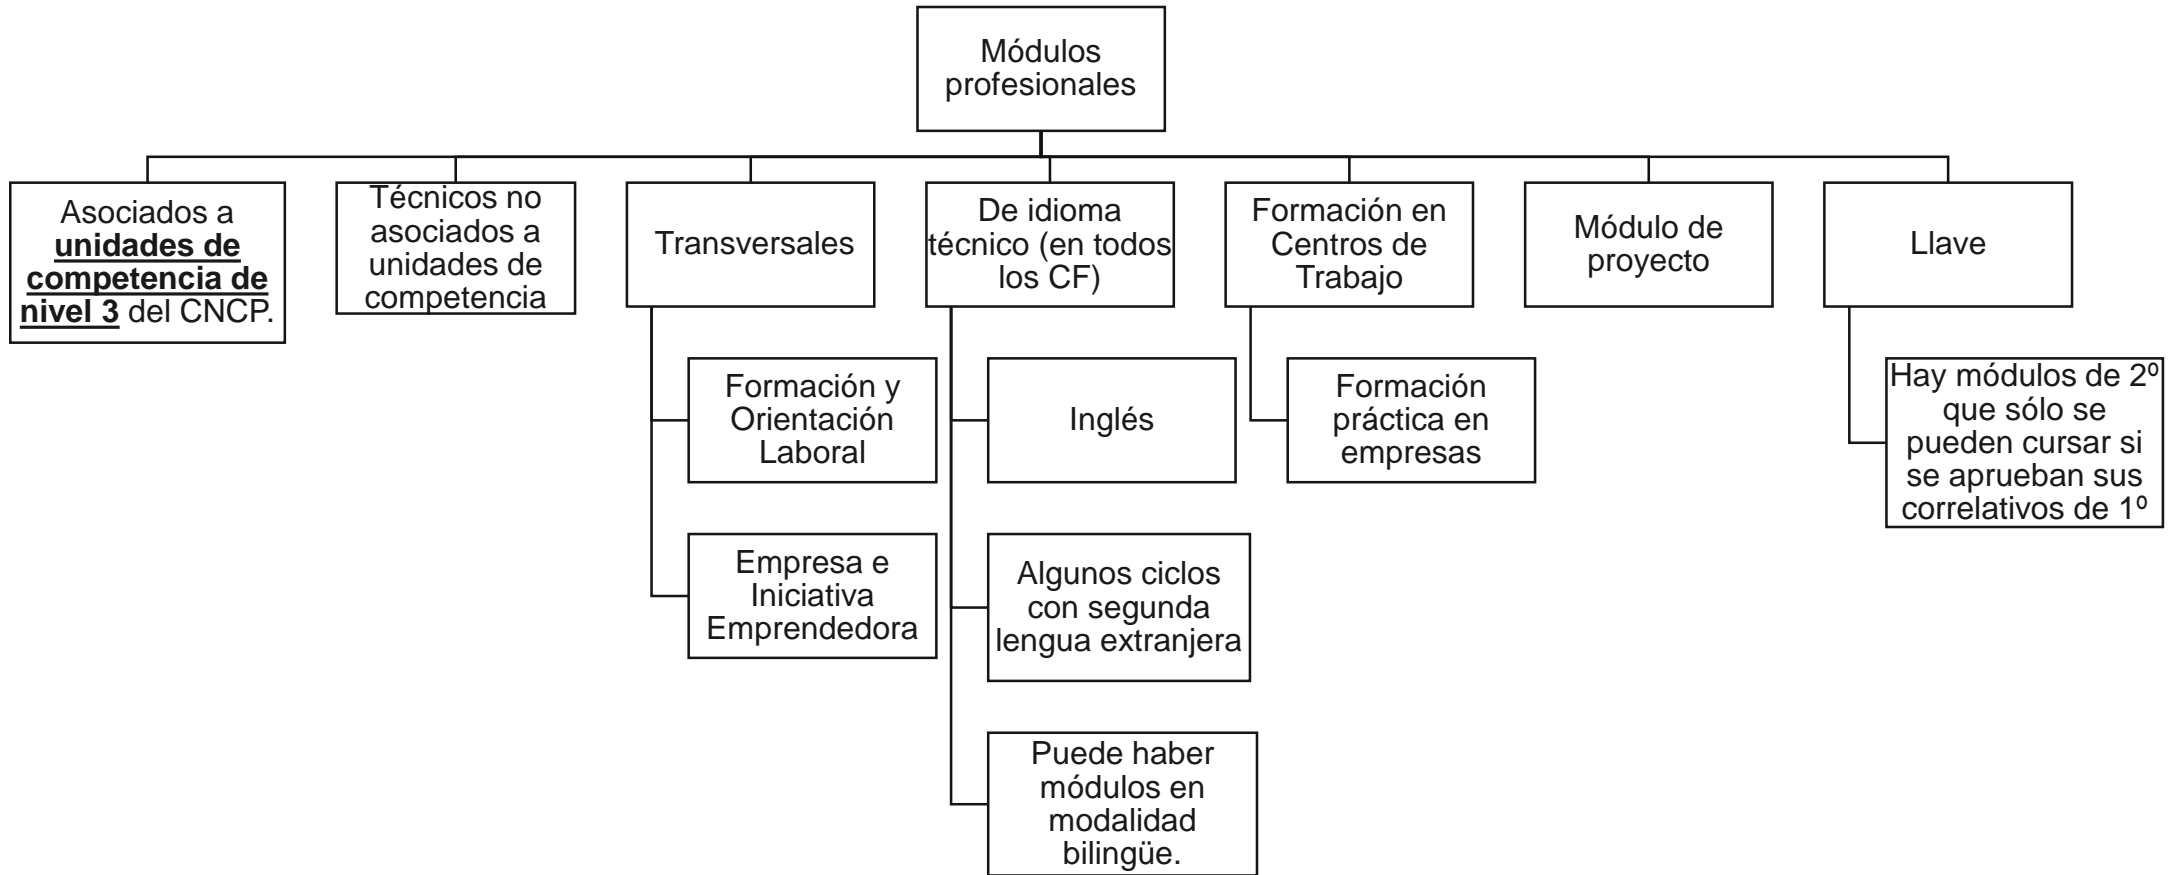 Módulos
profesionales
Asociados a
unidades de
competencia de
nivel 3 del CNCP.
Técnicos no
asociados a
unidades de
competencia
Transversales
De idioma
técnico (en todos
los CF)
Formación en
Centros de
Trabajo
Módulo de
proyecto
Llave
Formación y
Orientación
Laboral
Empresa e
Iniciativa
Emprendedora
Inglés
Algunos ciclos
con segunda
lengua extranjera
Puede haber
módulos en
modalidad
bilingüe.
Formación
práctica en
empresas
Hay módulos de 2º
que sólo se
pueden cursar si
se aprueban sus
correlativos de 1º